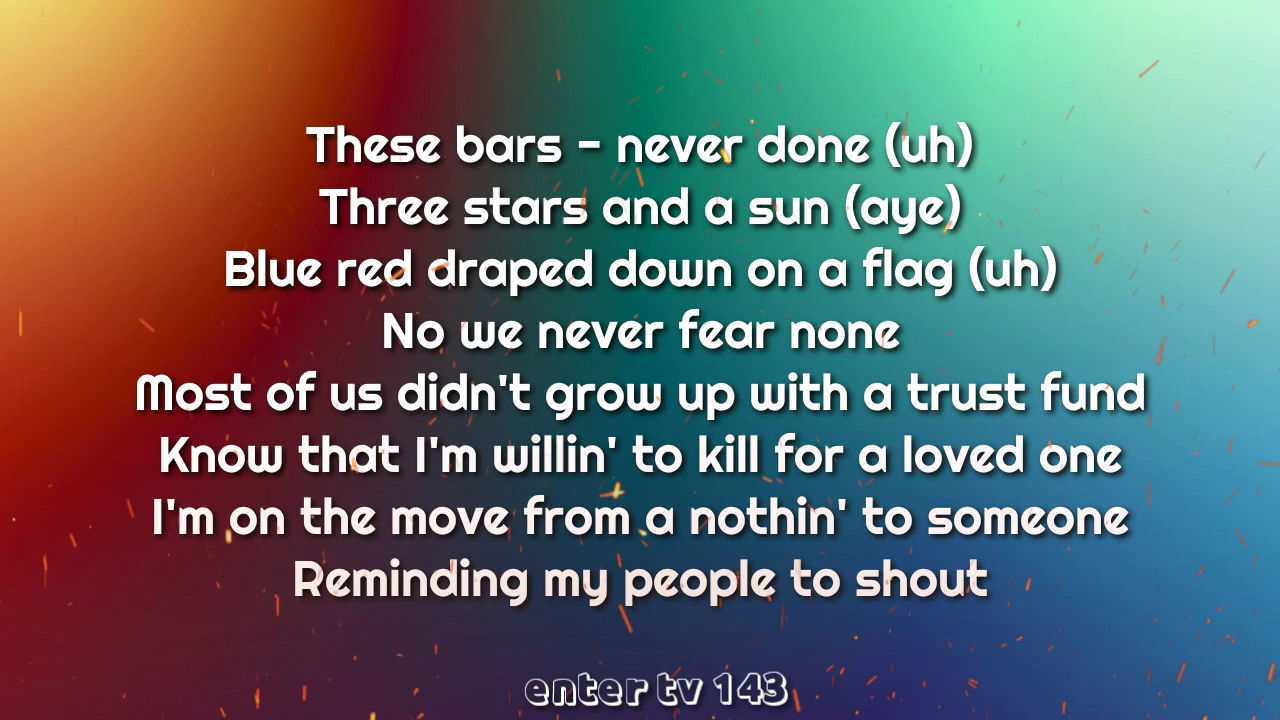 These bars - never done (uh)
Three stars and a sun (aye)
Blue red draped down on a flag (uh)
No we never fear none
Most of us didn't grow up with a trust fund
Know that I'm willin' to kill for a loved one
I'm on the move from a nothin' to someone
Reminding my people to shout
enter tv 143